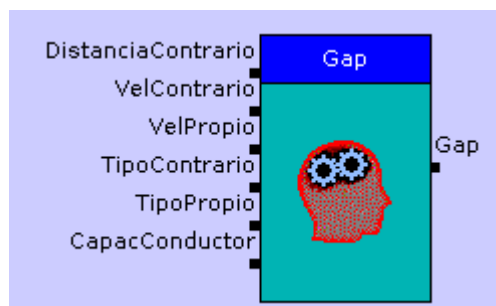 DistanciaContrario
Gap
VelContrario
VelPropio
TipoContrario
Gap
TipoPropio
CapacConductor